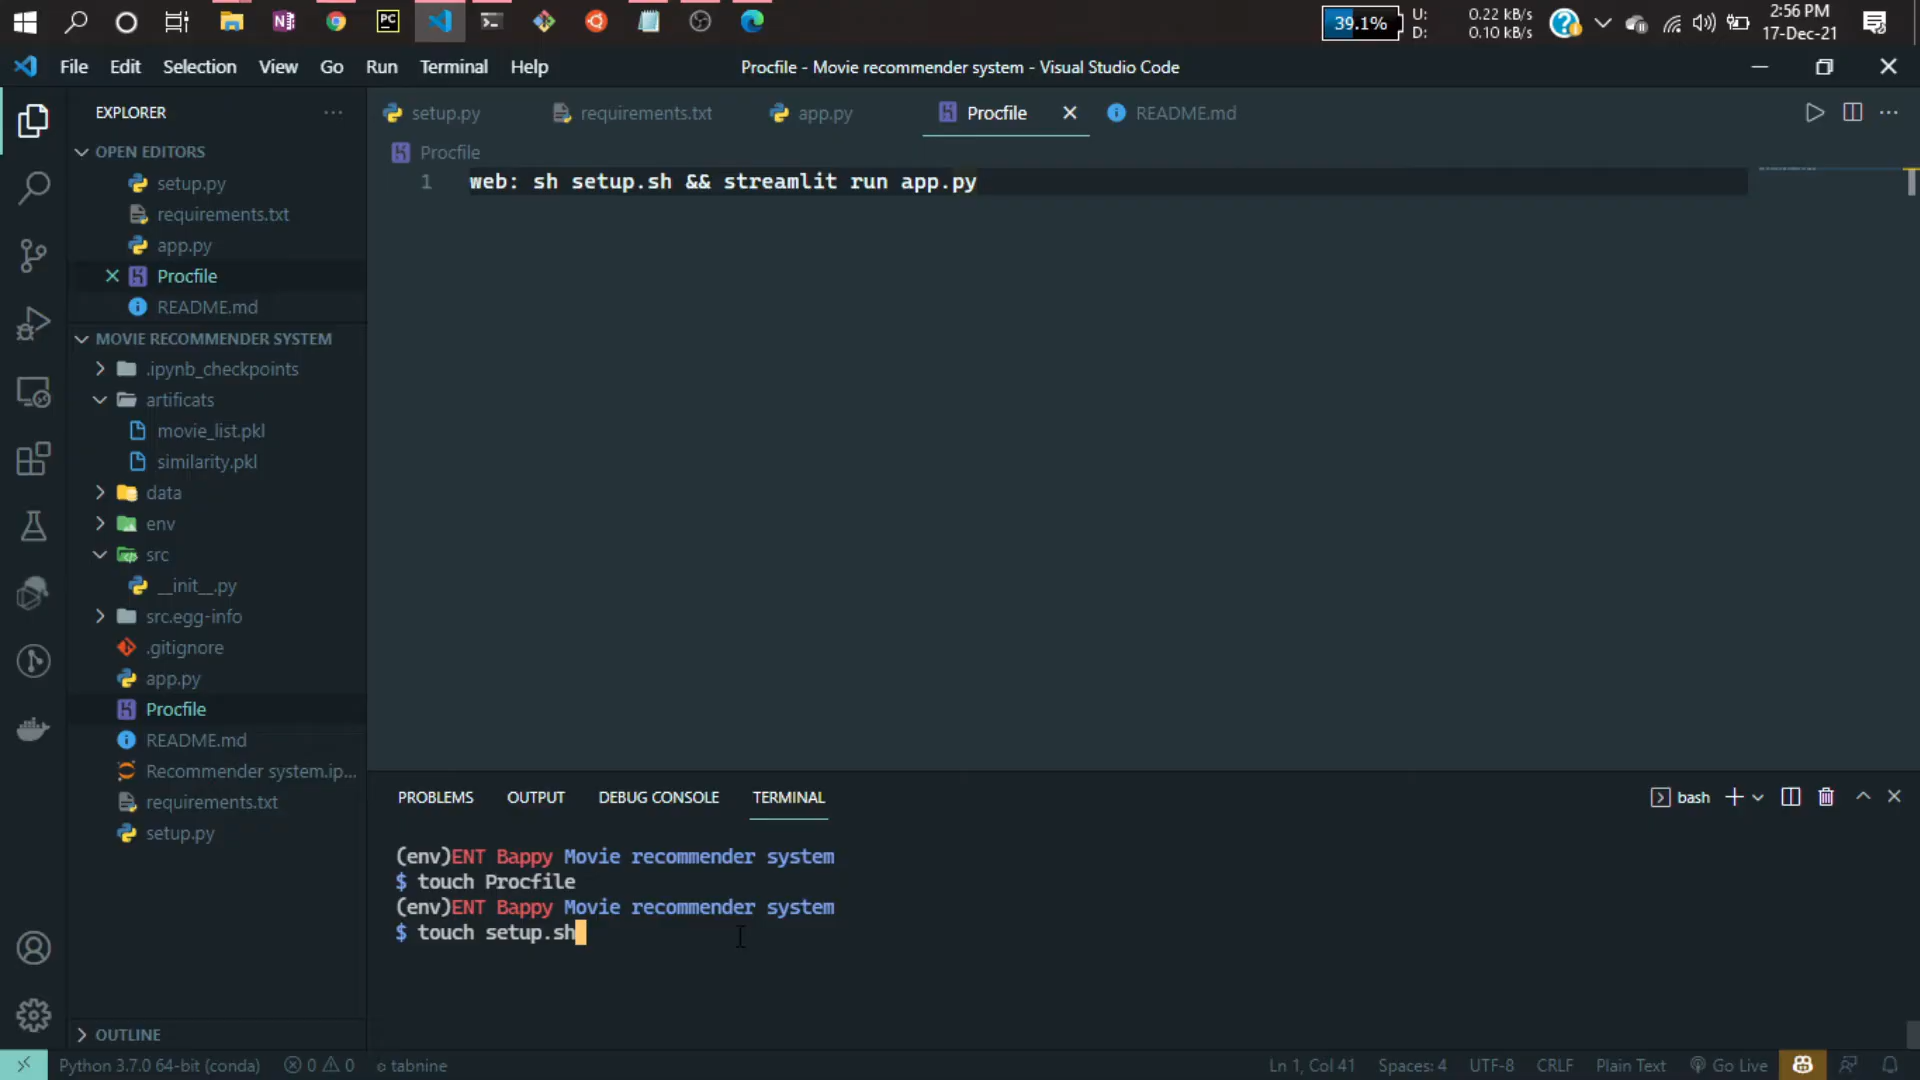 39.1%
U: 0.22 kB/s
D: 0.10 kB/s
2:56 PM
17-Dec-21
File Edit Selection View Go Run Terminal Help
Procfile - Movie recommender system - Visual Studio Code
EXPLORER
setup.py requirements.txt app.py Procfile README.md
OPEN EDITORS
setup.py
requirements.txt
app.py
Procfile
README.md
MOVIE RECOMMENDER SYSTEM
.ipynb_checkpoints
artificats
movie_list.pkl
similarity.pkl
data
env
src
__init__.py
src.egg-info
.gitignore
app.py
Procfile
README.md
Recommender system.ip...
requirements.txt
setup.py
OUTLINE
Procfile
1 web: sh setup.sh && streamlit run app.py
PROBLEMS OUTPUT DEBUG CONSOLE TERMINAL
bash
(env)ENT Bappy Movie recommender system
$ touch Procfile
(env)ENT Bappy Movie recommender system
$ touch setup.sh
Python 3.7.0 64-bit (conda) 0 0 tabnine
Ln 1, Col 41 Spaces: 4 UTF-8 CRLF Plain Text Go Live